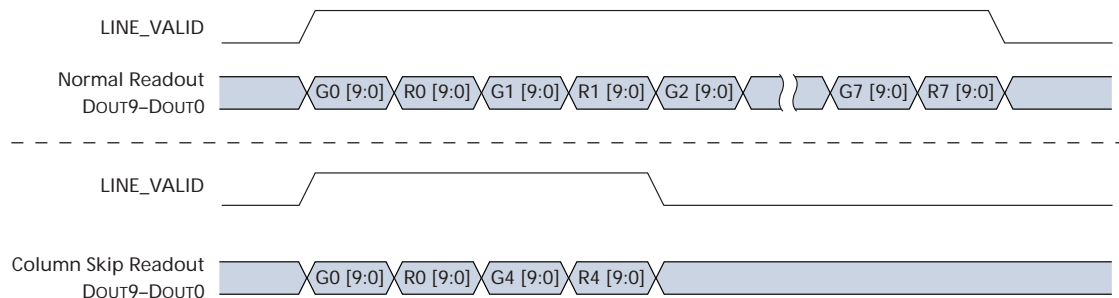 LINE_VALID
Normal Readout
DOUT9–DOUT0
G0 [9:0] R0 [9:0] G1 [9:0] R1 [9:0] G2 [9:0] G7 [9:0] R7 [9:0]
LINE_VALID
Column Skip Readout
DOUT9–DOUT0
G0 [9:0] R0 [9:0] G4 [9:0] R4 [9:0]